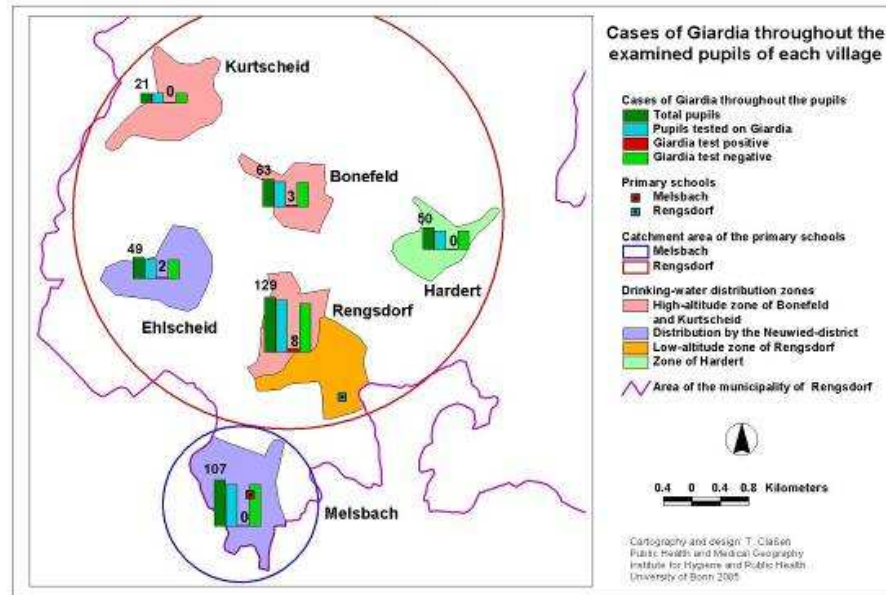 Cases of Giardia throughout the
examined pupils of each village
Kurtscheid
21
0
Bonefeld
63
3
50
0
Hardert
49
2
Ehlscheid
129
Rengsdorf
8
107
0
Melsbach
Cases of Giardia throughout the pupils
Total pupils
Pupils tested on Giardia
Giardia test positive
Giardia test negative
Primary schools
Melsbach
Rengsdorf
Catchment area of the primary schools
Melsbach
Rengsdorf
Drinking-water distribution zones
High-altitude zone of Bonefeld
and Kurtscheid
Distribution by the Neuwied-district
Low-altitude zone of Rengsdorf
Zone of Hardert
Area of the municipality of Rengsdorf
0.4 0 0.4 0.8 Kilometers
Cartography and design: T. Claßen
Public Health and Medical Geography
Institute for Hygiene and Public Health
University of Bonn 2005